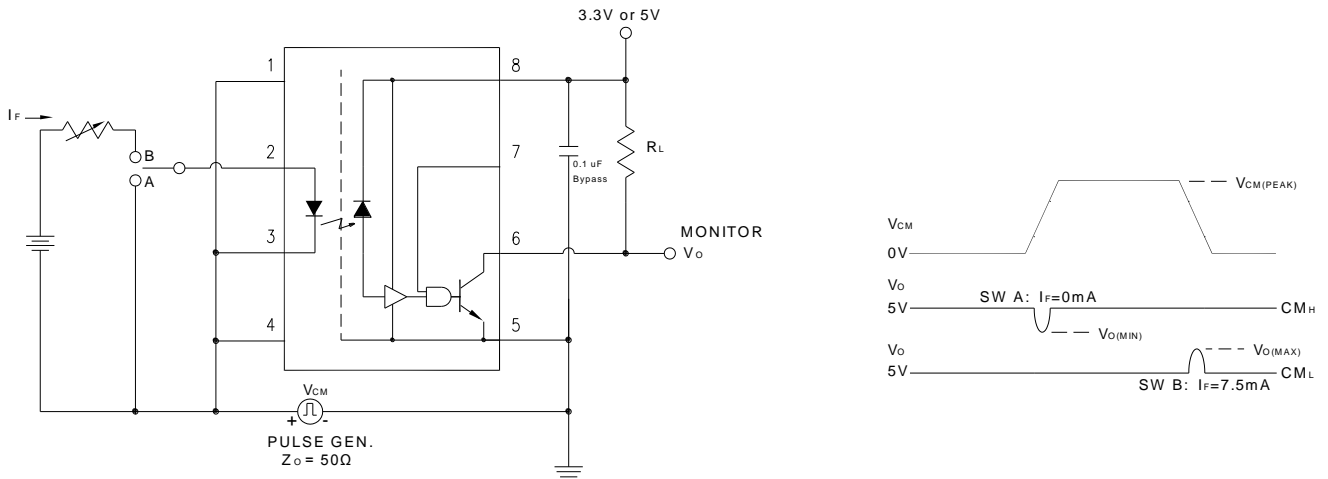 3.3V or 5V
1
8
IF
B
A
2
7
RL
0.1 uF
Bypass
3
6
MONITOR
VO
4
5
VCM
+ -
PULSE GEN.
ZO = 50Ω
VCM(PEAK)
VCM
0V
VO
SW A: IF=0mA
5V
CMH
VO(MIN)
VO
VO(MAX)
5V
CML
SW B: IF=7.5mA